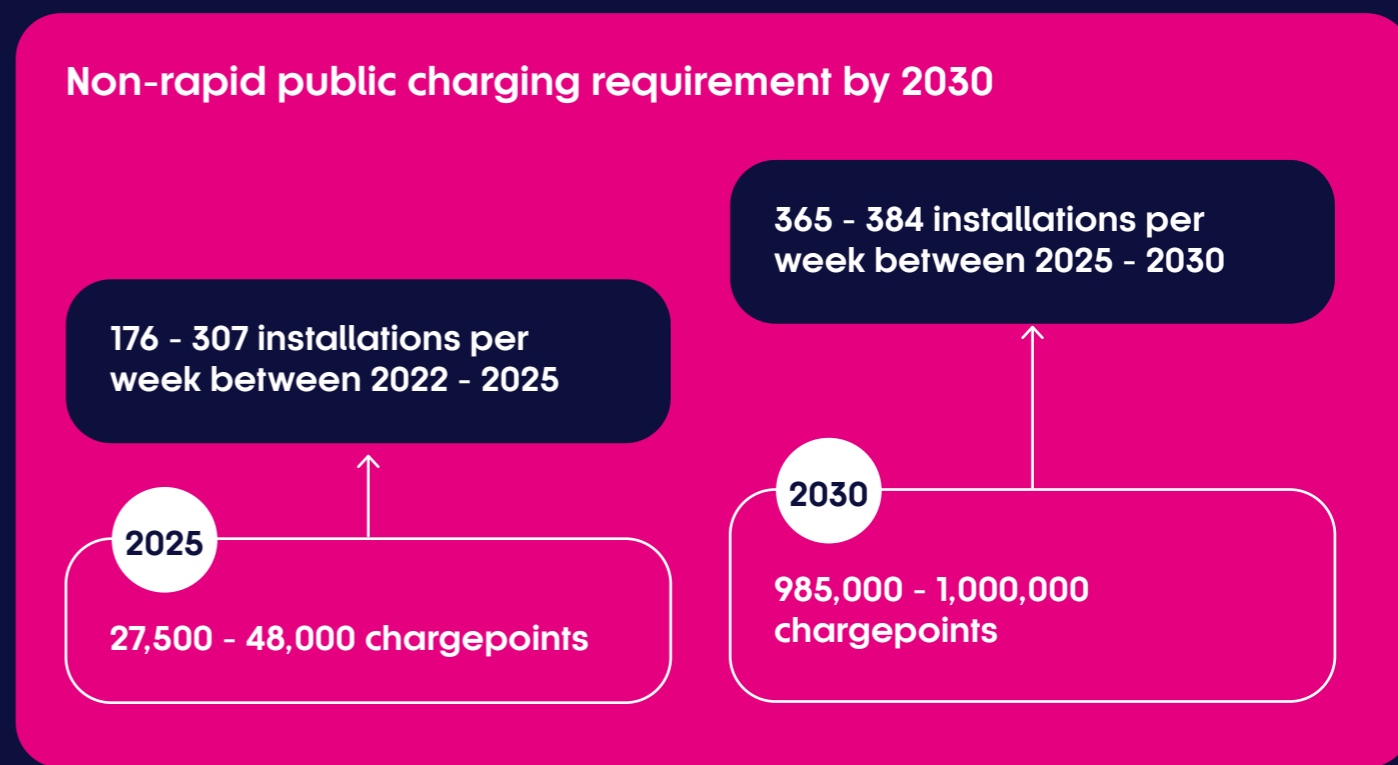 Non-rapid public charging requirement by 2030
176 - 307 installations per
week between 2022 - 2025
2025
27,500 - 48,000 chargepoints
365 - 384 installations per
week between 2025 - 2030
2030
985,000 - 1,000,000
chargepoints